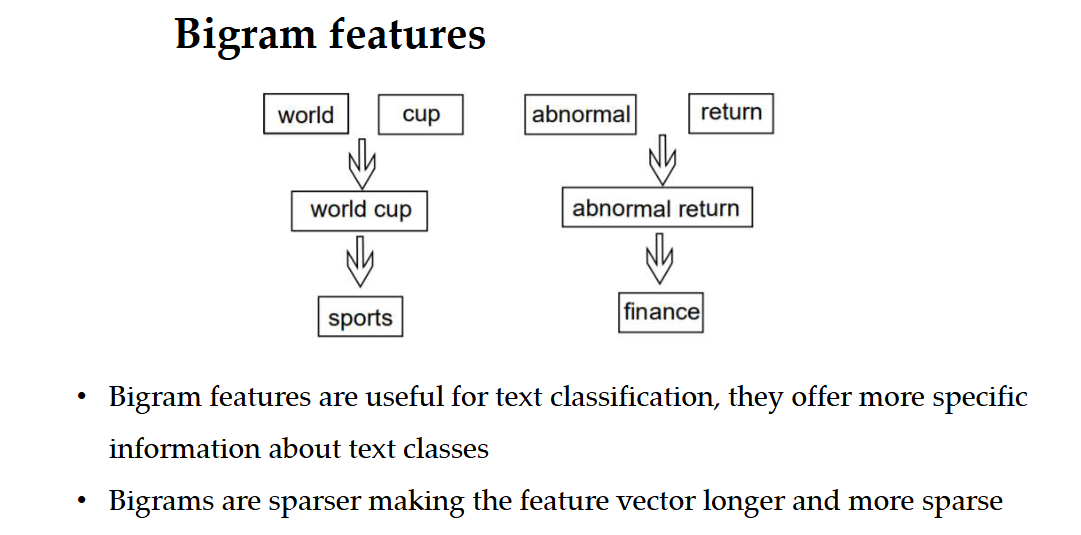 Bigram features
world cup abnormal return
world cup abnormal return
sports finance
• Bigram features are useful for text classification, they offer more specific
information about text classes
• Bigrams are sparser making the feature vector longer and more sparse